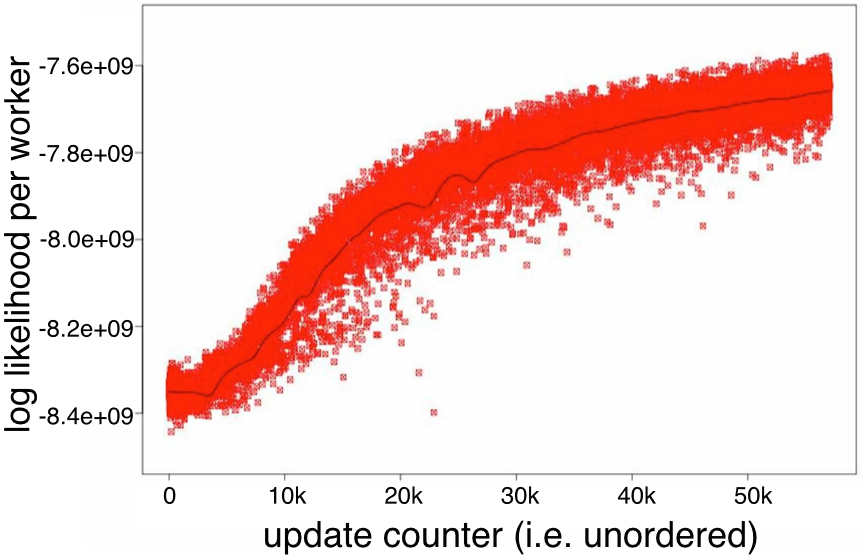 log likelihood per worker
-7.6e+09
-7.8e+09
-8.0e+09
-8.2e+09
-8.4e+09
0 10k 20k 30k 40k 50k
update counter (i.e. unordered)